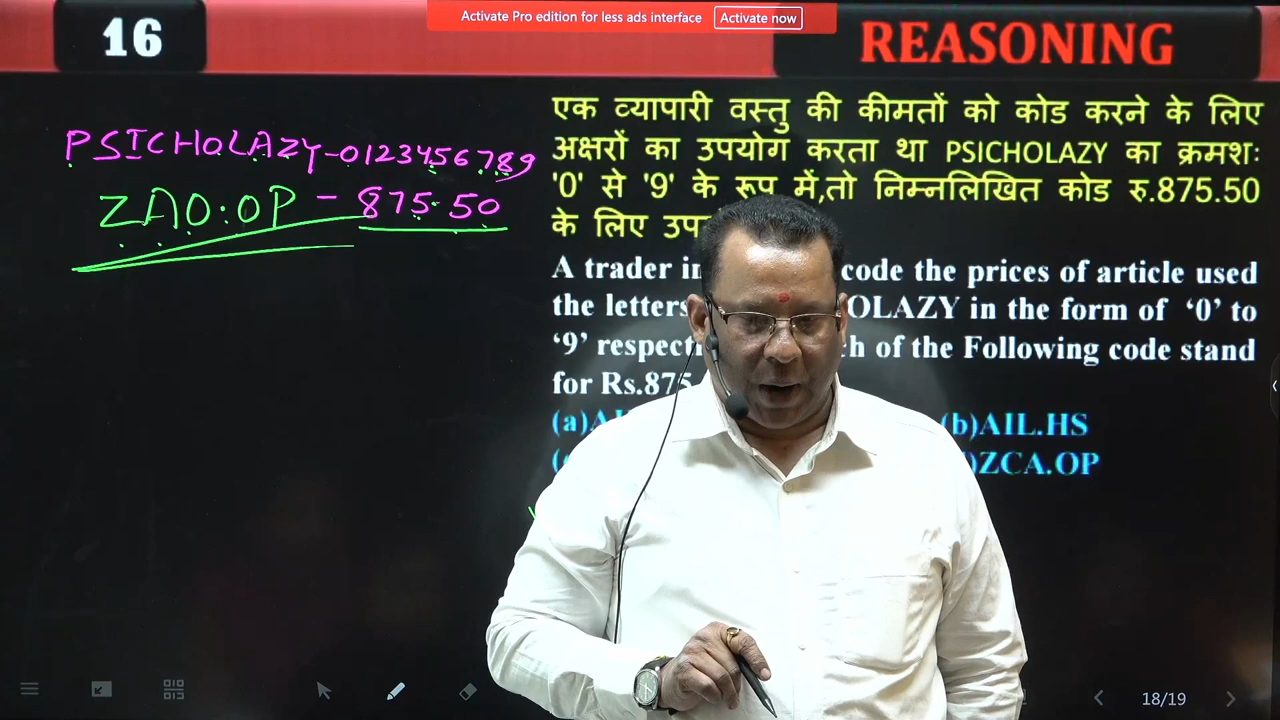 Activate Pro edition for less ads interface Activate now
16
REASONING
PSICHOLAZY-0123456789
ZAO.OP - 875.50
एक व्यापारी वस्तु की कीमतों को कोड करने के लिए
अक्षरों का उपयोग करता था PSICHOLAZY का क्रमशः
'0' से '9' के रूप में,तो निम्नलिखित कोड रु.875.50
के लिए
A trader code the prices of article used
the letters OLAZY in the form of ‘0’ to
‘9’ of the Following code stand
for Rs.875
(a) (b)AIL.HS
ZCA.OP
18/19